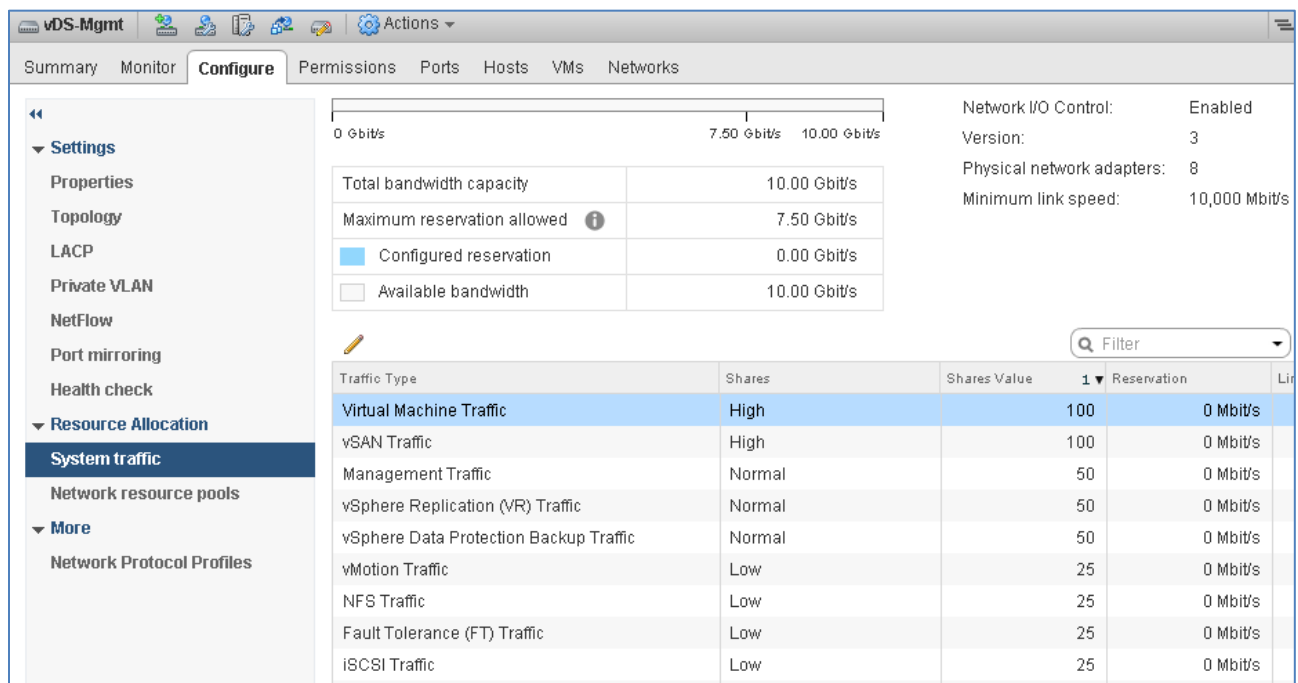 vDS-Mgmt Actions
Summary Monitor Configure Permissions Ports Hosts VMs Networks
Settings
Properties
Topology
LACP
Private VLAN
NetFlow
Port mirroring
Health check
Resource Allocation
System traffic
Network resource pools
More
Network Protocol Profiles
0 Gbit/s 7.50 Gbit/s 10.00 Gbit/s
Total bandwidth capacity 10.00 Gbit/s
Maximum reservation allowed 7.50 Gbit/s
Configured reservation 0.00 Gbit/s
Available bandwidth 10.00 Gbit/s
Network I/O Control: Enabled
Version: 3
Physical network adapters: 8
Minimum link speed: 10,000 Mbit/s
Filter
Traffic Type Shares Shares Value 1 Reservation
Virtual Machine Traffic High 100 0 Mbit/s
vSAN Traffic High 100 0 Mbit/s
Management Traffic Normal 50 0 Mbit/s
vSphere Replication (VR) Traffic Normal 50 0 Mbit/s
vSphere Data Protection Backup Traffic Normal 50 0 Mbit/s
vMotion Traffic Low 25 0 Mbit/s
NFS Traffic Low 25 0 Mbit/s
Fault Tolerance (FT) Traffic Low 25 0 Mbit/s
iSCSI Traffic Low 25 0 Mbit/s